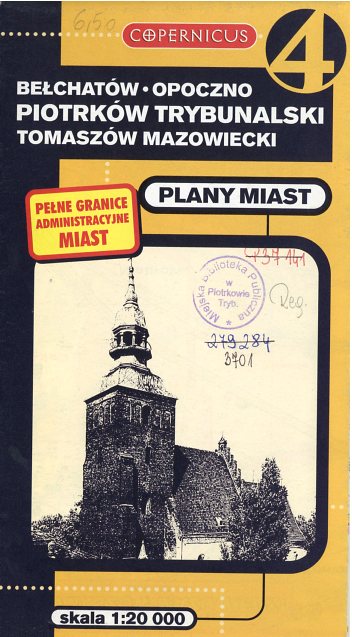 6,50
COPERNICUS
4
BEŁCHATÓW • OPOCZNO
PIOTRKÓW TRYBUNALSKI
TOMASZÓW MAZOWIECKI
PLANY MIAST
PEŁNE GRANICE
ADMINISTRACYJNE
MIAST
Miejska Biblioteka Publiczna
w
Piotrkowie
Tryb.
*
Reg.
279284
3701
skala 1:20 000